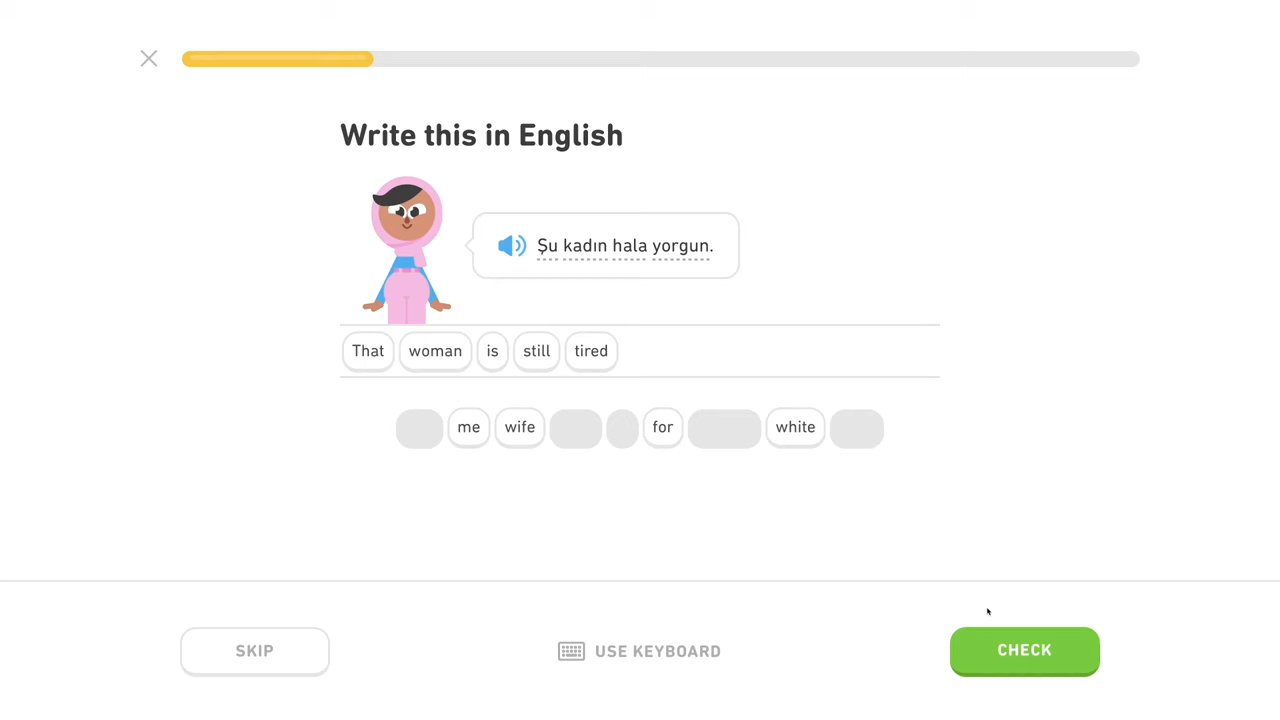 Write this in English
Şu kadın hala yorgun.
That woman is still tired
me wife for white
SKIP USE KEYBOARD CHECK